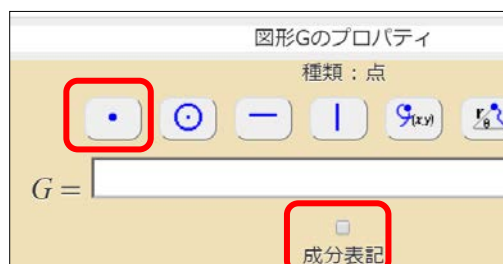 図形Gのプロパティ
種類：点
(x,y) r θ
G =
成分表記